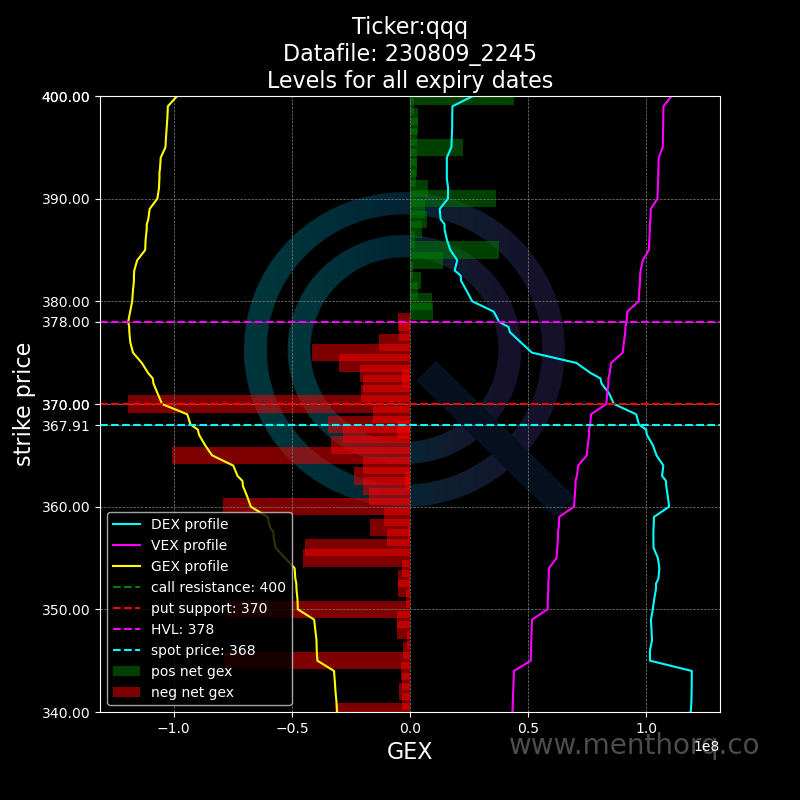 Ticker:qqq
Datafile: 230809_2245
Levels for all expiry dates
400.00
390.00
380.00
378.00
370.00
367.91
360.00
350.00
340.00
strike price
DEX profile
VEX profile
GEX profile
call resistance: 400
put support: 370
HVL: 378
spot price: 368
pos net gex
neg net gex
−1.0 −0.5 0.0 0.5 1.0
1e8
GEX
www.menthorq.co